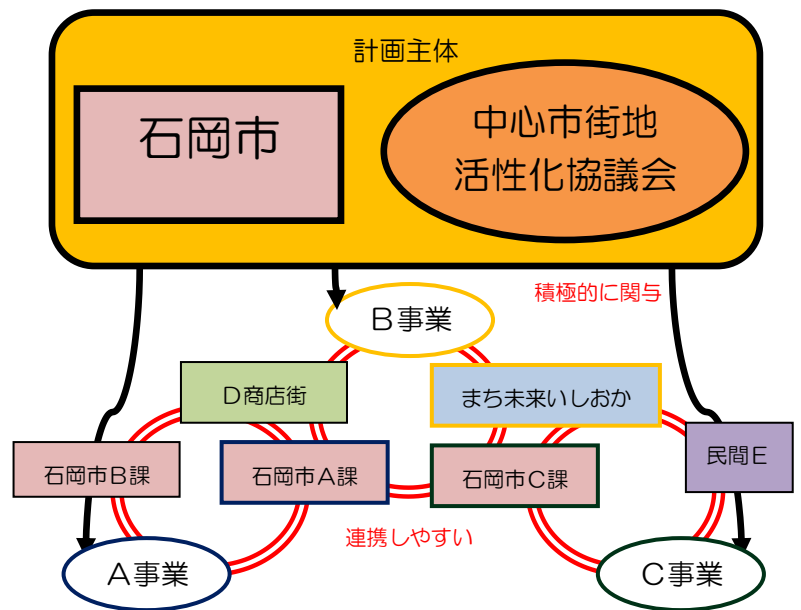 計画主体
石岡市
中心市街地
活性化協議会
積極的に関与
Ｂ事業
Ｄ商店街
まち未来いしおか
石岡市Ｂ課
石岡市Ａ課
石岡市Ｃ課
民間Ｅ
連携しやすい
Ａ事業
Ｃ事業